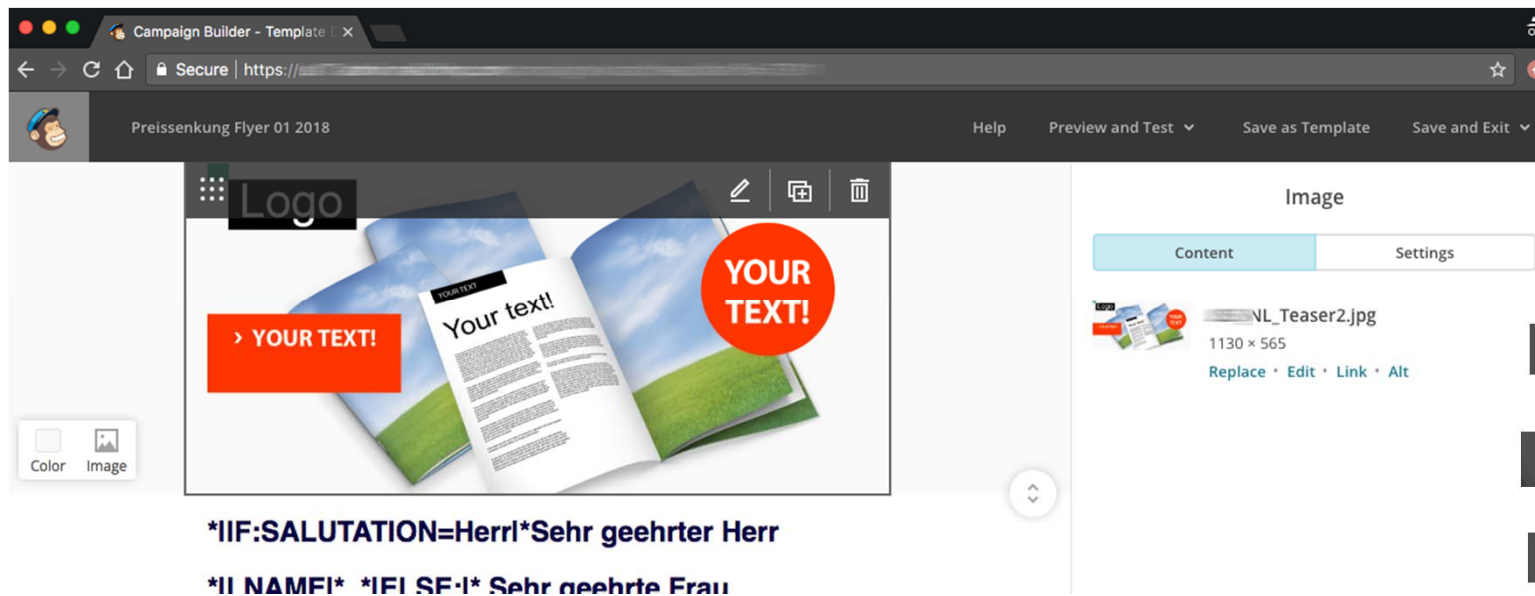 Campaign Builder - Template D
Secure | https://
Preissenkung Flyer 01 2018
Help
Preview and Test
Save as Template
Save and Exit
Logo
YOUR TEXT
Your text!
› YOUR TEXT!
YOUR
TEXT!
Color
Image
*|IF:SALUTATION=Herr|*Sehr geehrter Herr
*|LNAME|*, *|ELSE:|* Sehr geehrte Frau
Image
Content
Settings
NL_Teaser2.jpg
1130 × 565
Replace • Edit • Link • Alt